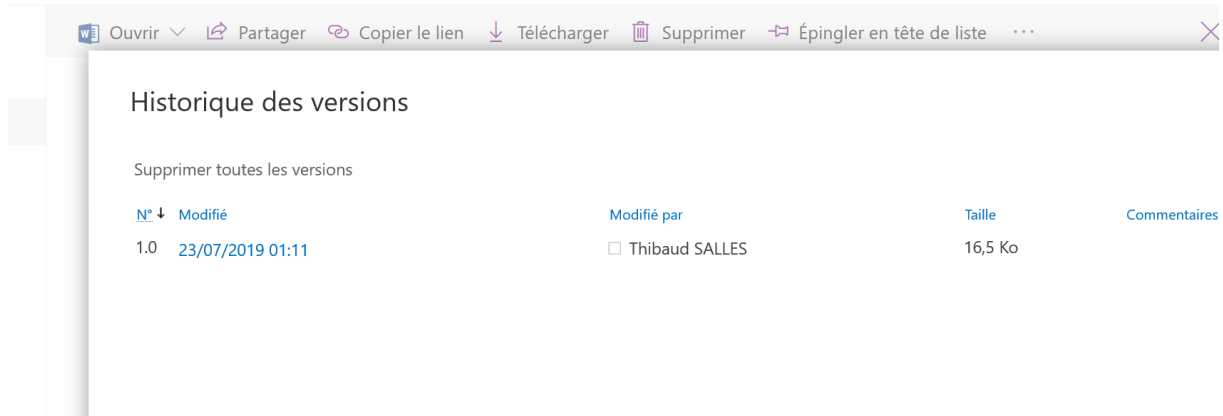 Ouvrir Partager Copier le lien Télécharger Supprimer Épingler en tête de liste ...
Historique des versions
Supprimer toutes les versions
N° Modifié Modifié par Taille Commentaires
1.0 23/07/2019 01:11 Thibaud SALLES 16,5 Ko